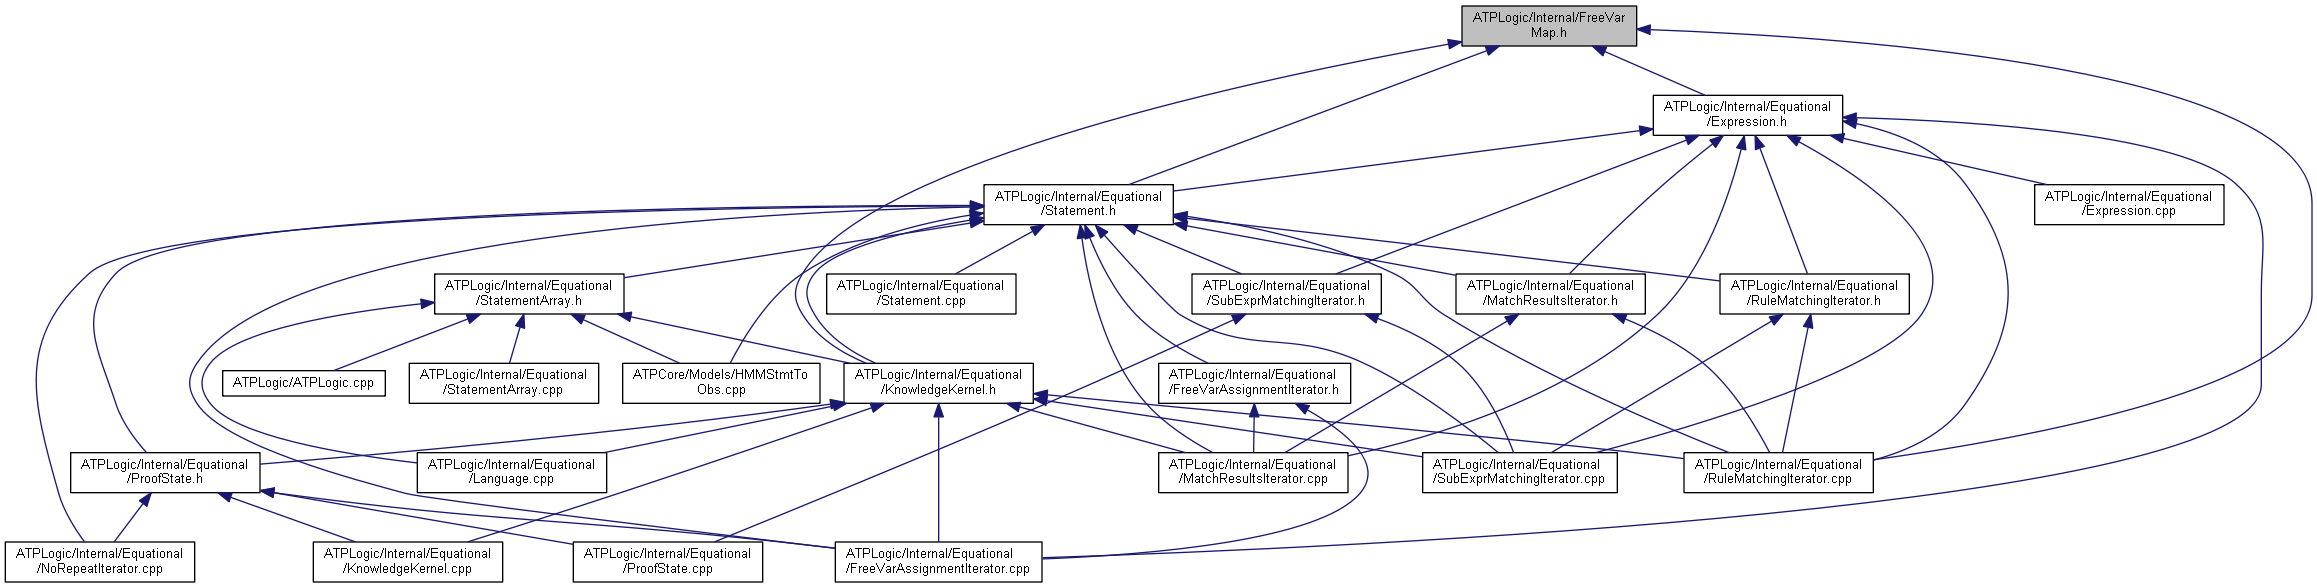 ATPLogic/Internal/FreeVar
Map.h
ATPLogic/Internal/Equational
/Expression.h
ATPLogic/Internal/Equational
/Statement.h
ATPLogic/Internal/Equational
/Expression.cpp
ATPLogic/Internal/Equational
/StatementArray.h
ATPLogic/Internal/Equational
/Statement.cpp
ATPLogic/Internal/Equational
/SubExprMatchingIterator.h
ATPLogic/Internal/Equational
/MatchResultsIterator.h
ATPLogic/Internal/Equational
/RuleMatchingIterator.h
ATPLogic/ATPLogic.cpp
ATPLogic/Internal/Equational
/StatementArray.cpp
ATPCore/Models/HMMStmtTo
Obs.cpp
ATPLogic/Internal/Equational
/KnowledgeKernel.h
ATPLogic/Internal/Equational
/FreeVarAssignmentIterator.h
ATPLogic/Internal/Equational
/ProofState.h
ATPLogic/Internal/Equational
/Language.cpp
ATPLogic/Internal/Equational
/MatchResultsIterator.cpp
ATPLogic/Internal/Equational
/SubExprMatchingIterator.cpp
ATPLogic/Internal/Equational
/RuleMatchingIterator.cpp
ATPLogic/Internal/Equational
/NoRepeatIterator.cpp
ATPLogic/Internal/Equational
/KnowledgeKernel.cpp
ATPLogic/Internal/Equational
/ProofState.cpp
ATPLogic/Internal/Equational
/FreeVarAssignmentIterator.cpp